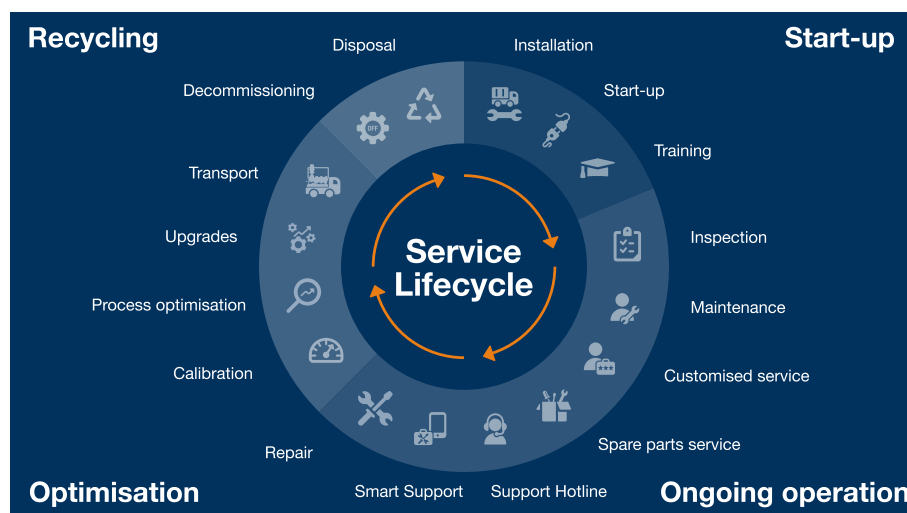 Recycling
Start-up
Disposal
Installation
Decommissioning
Start-up
OFF
Training
Transport
Upgrades
Inspection
Service
Lifecycle
Process optimisation
Maintenance
Calibration
Customised service
Repair
Spare parts service
Optimisation
Smart Support
Support Hotline
Ongoing operation